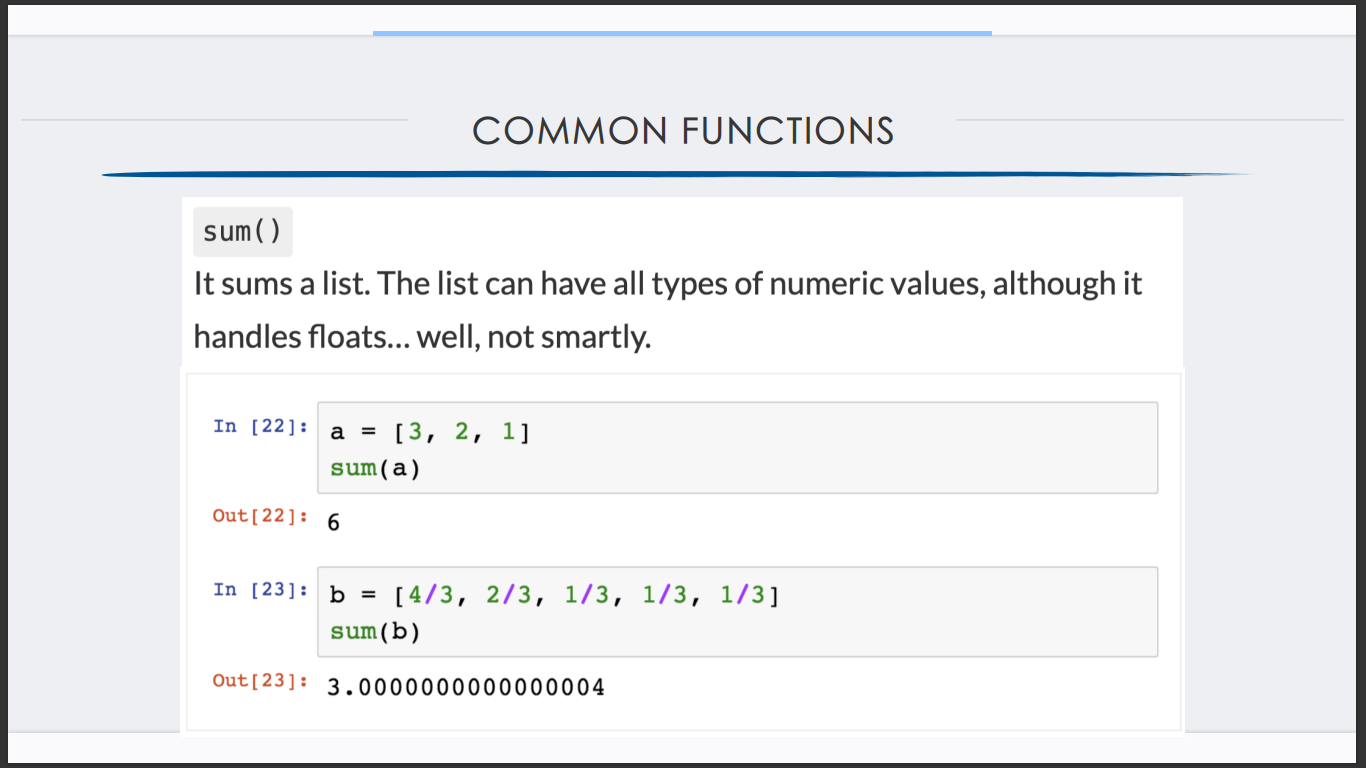 COMMON FUNCTIONS
sum()
It sums a list. The list can have all types of numeric values, although it
handles floats... well, not smartly.
In [22]: a = [3, 2, 1]
sum(a)
Out[22]: 6
In [23]: b = [4/3, 2/3, 1/3, 1/3, 1/3]
sum(b)
Out[23]: 3.0000000000000004